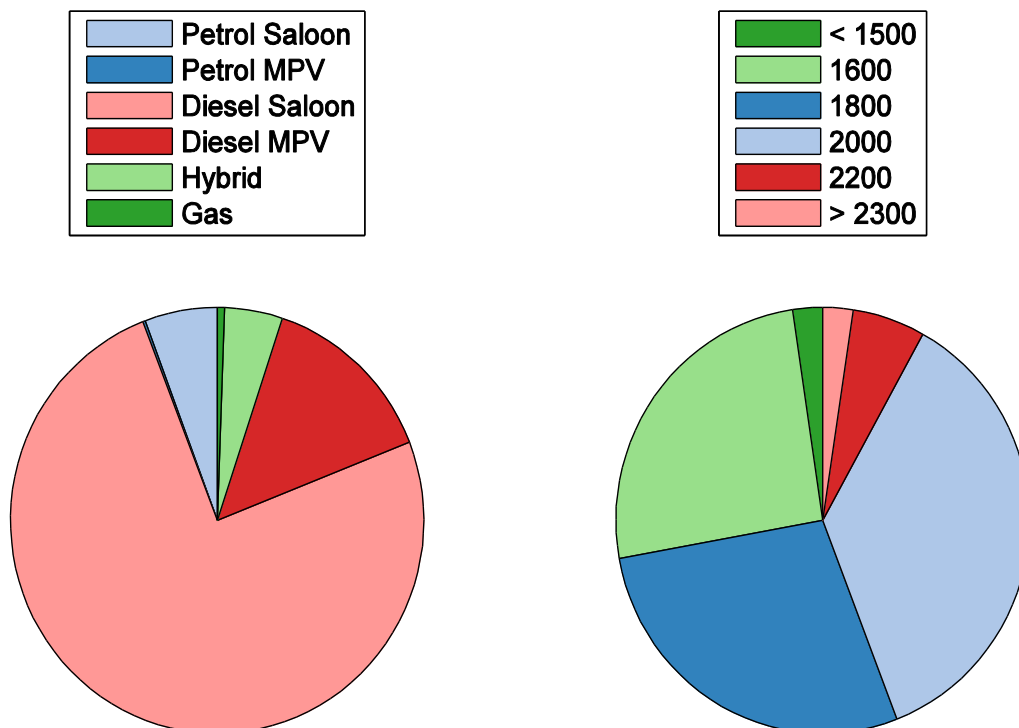 Petrol Saloon
Petrol MPV
Diesel Saloon
Diesel MPV
Hybrid
Gas
< 1500
1600
1800
2000
2200
> 2300